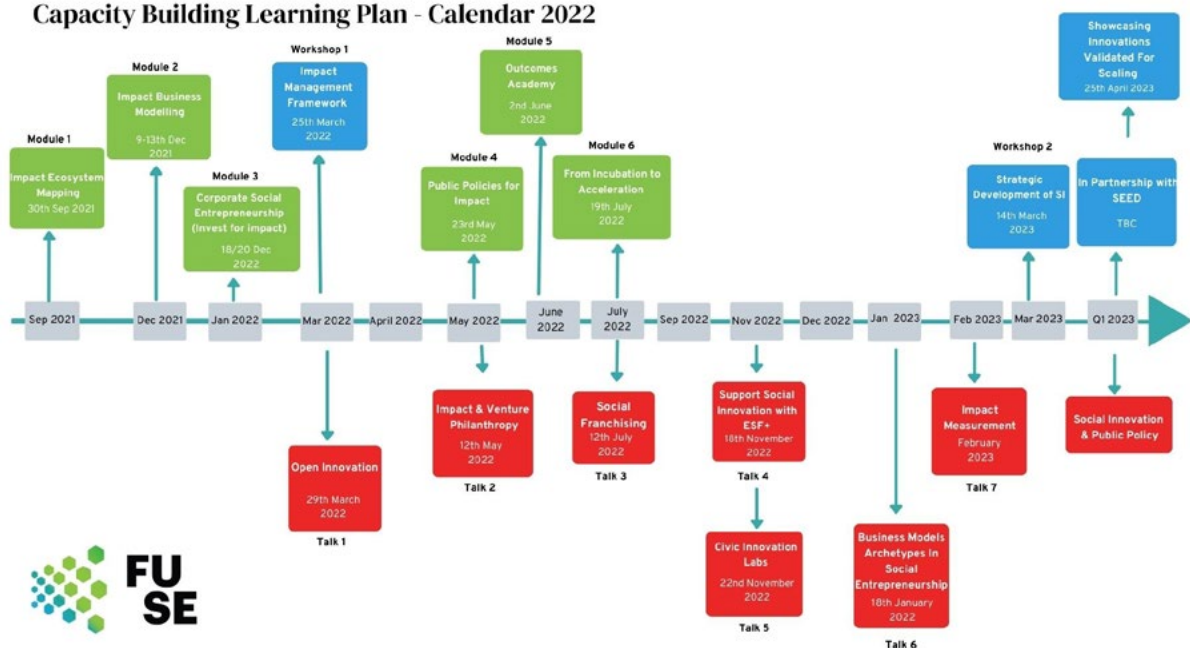 Capacity Building Learning Plan - Calendar 2022
Module 1
Impact Ecosystem
Mapping
30th Sep 2021
Module 2
Impact Business
Modelling
9-13th Dec
2021
Module 3
Corporate Social
Entrepreneurship
(Invest for impact)
18/20 Dec
2022
Workshop 1
Impact
Management
Framework
25th March
2022
Module 4
Public Policies for
Impact
23rd May
2022
Module 5
Outcomes
Academy
2nd June
2022
Module 6
From Incubation to
Acceleration
19th July
2022
Workshop 2
Strategic
Development of SI
14th March
2023
Showcasing
Innovations
Validated For
Scaling
25th April 2023
In Partnership with
SEED
TBC
Sep 2021
Dec 2021
Jan 2022
Mar 2022
April 2022
May 2022
June
2022
July
2022
Sep 2022
Nov 2022
Dec 2022
Jan 2023
Feb 2023
Mar 2023
Q1 2023
Open Innovation
29th March
2022
Talk 1
Impact & Venture
Philanthropy
12th May
2022
Talk 2
Social
Franchising
12th July
2022
Talk 3
Support Social
Innovation with
ESF+
18th November
2022
Talk 4
Civic Innovation
Labs
22nd November
2022
Talk 5
Business Models
Archetypes In
Social
Entrepreneurship
18th January
2022
Talk 6
Impact
Measurement
February
2023
Talk 7
Social Innovation
& Public Policy
FU
SE